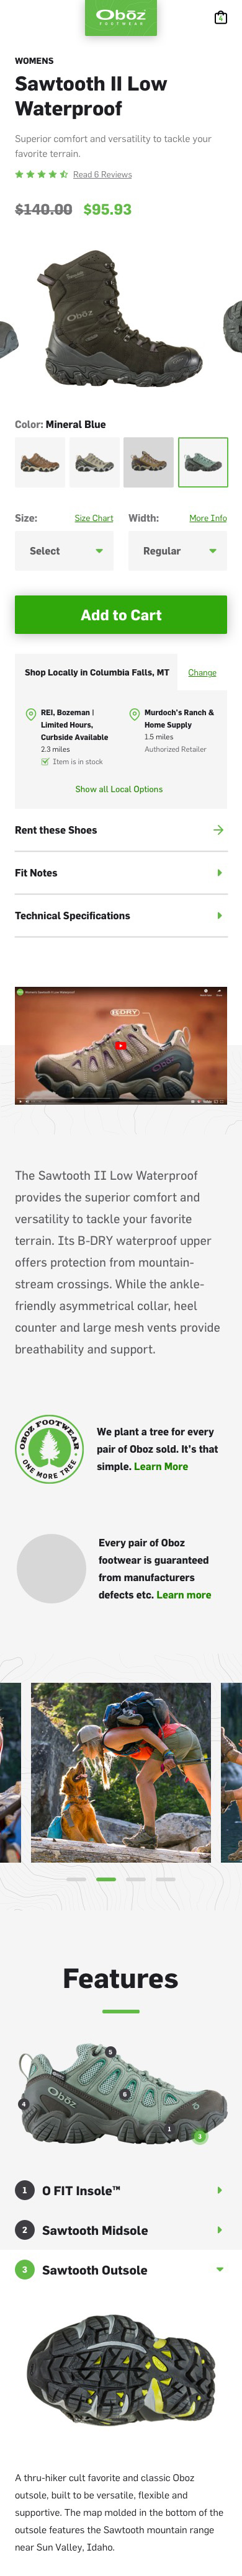 Oboz
FOOTWEAR
4
WOMENS
Sawtooth II Low
Waterproof
Superior comfort and versatility to tackle your
favorite terrain.
Read 6 Reviews
$140.00 $95.93
Oboz
Color: Mineral Blue
Size: Size Chart Width: More Info
Select Regular
Add to Cart
Shop Locally in Columbia Falls, MT Change
REI, Bozeman |
Limited Hours,
Curbside Available
2.3 miles
Item is in stock
Murdoch's Ranch &
Home Supply
1.5 miles
Authorized Retailer
Show all Local Options
Rent these Shoes
Fit Notes
Technical Specifications
B-DRY
The Sawtooth II Low Waterproof
provides the superior comfort and
versatility to tackle your favorite
terrain. Its B-DRY waterproof upper
offers protection from mountain-
stream crossings. While the ankle-
friendly asymmetrical collar, heel
counter and large mesh vents provide
breathability and support.
OBOZ FOOTWEAR
ONE MORE TREE
We plant a tree for every
pair of Oboz sold. It's that
simple. Learn More
Every pair of Oboz
footwear is guaranteed
from manufacturers
defects etc. Learn more
Features
5
6
4
Oboz
1
3
1 O FIT Insole™
2 Sawtooth Midsole
3 Sawtooth Outsole
A thru-hiker cult favorite and classic Oboz
outsole, built to be versatile, flexible and
supportive. The map molded in the bottom of the
outsole features the Sawtooth mountain range
near Sun Valley, Idaho.